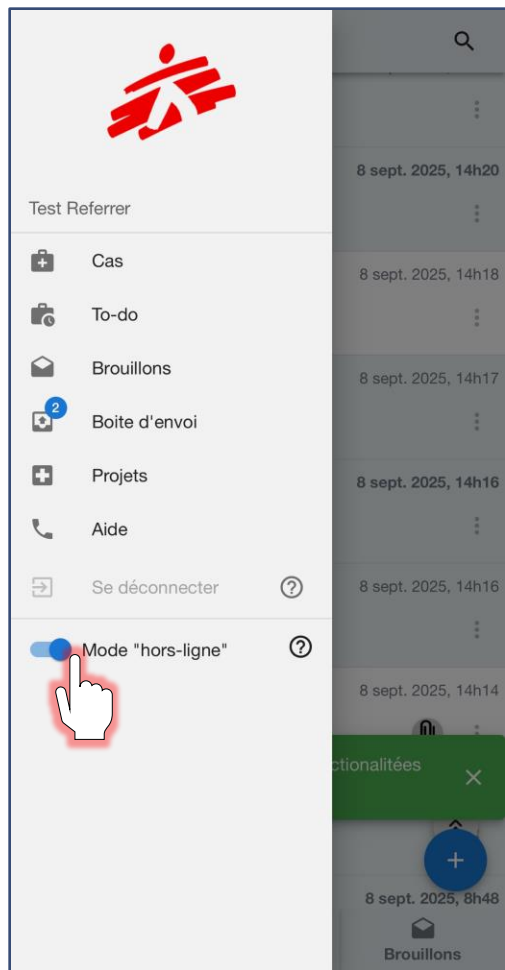 8 sept. 2025, 14h20
Test Referrer
Cas
8 sept. 2025, 14h18
To-do
Brouillons
8 sept. 2025, 14h17
2
Boite d'envoi
Projets
8 sept. 2025, 14h16
Aide
Se déconnecter
8 sept. 2025, 14h16
Mode "hors-ligne"
8 sept. 2025, 14h14
ctionalitées
8 sept. 2025, 8h48
Brouillons